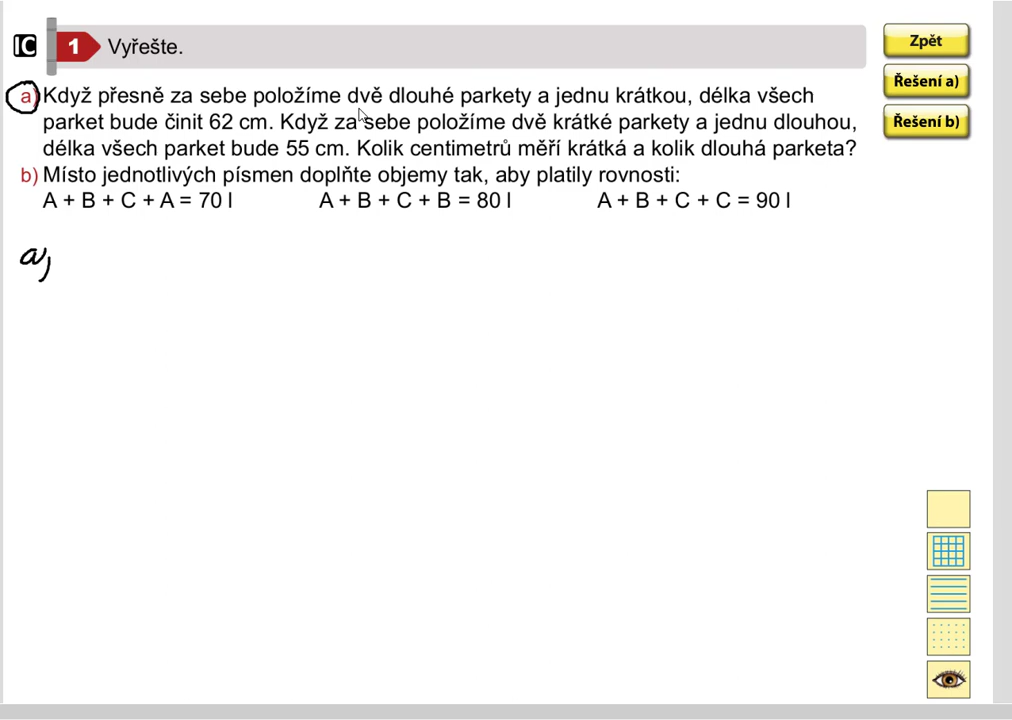 IC 1 Vyřešte.
Zpět
Řešení a)
Řešení b)
a) Když přesně za sebe položíme dvě dlouhé parkety a jednu krátkou, délka všech
parket bude činit 62 cm. Když za sebe položíme dvě krátké parkety a jednu dlouhou,
délka všech parket bude 55 cm. Kolik centimetrů měří krátká a kolik dlouhá parketa?
b) Místo jednotlivých písmen doplňte objemy tak, aby platily rovnosti:
A + B + C + A = 70 l A + B + C + B = 80 l A + B + C + C = 90 l
a)